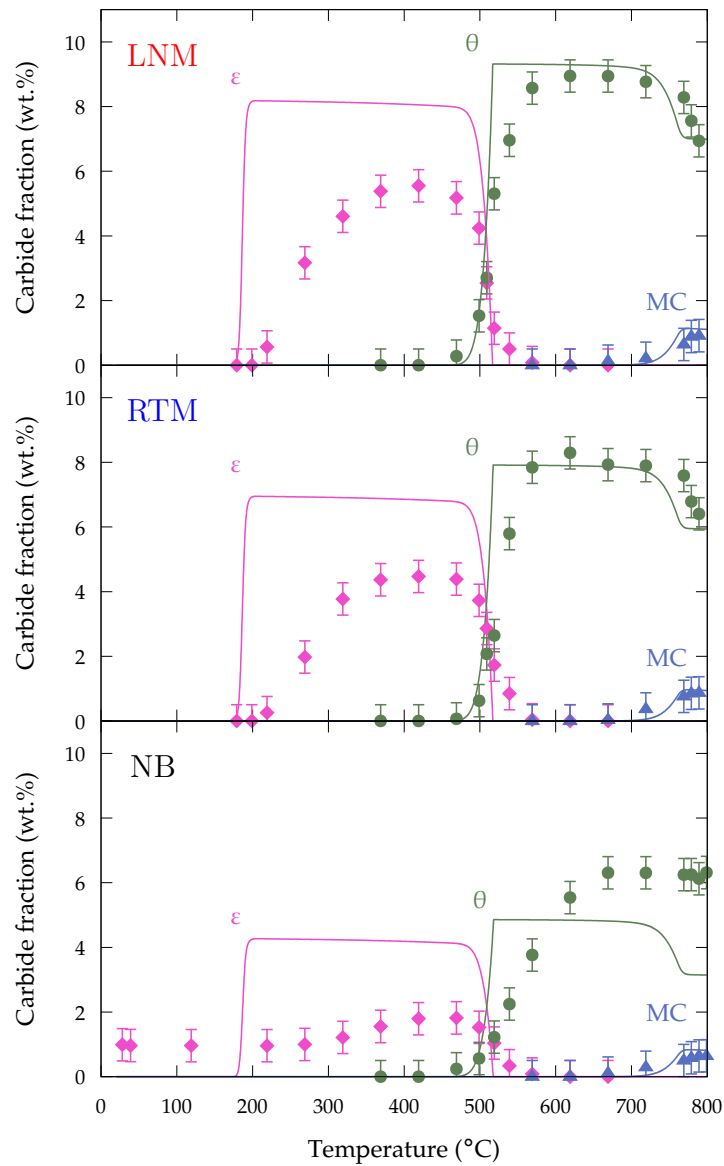 10
LNM
θ
ε
8
6
4
2
MC
0
Carbide fraction (wt.%)
10
RTM
θ
ε
8
6
4
2
MC
0
Carbide fraction (wt.%)
10
NB
8
6
ε
θ
4
2
MC
0
Carbide fraction (wt.%)
0 100 200 300 400 500 600 700 800
Temperature (°C)